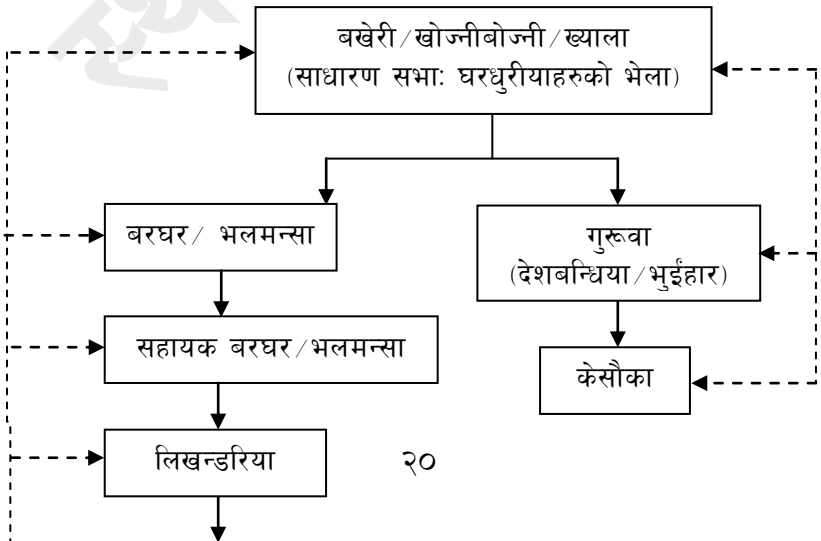 बखेरी/खोज्नीबोज्नी/ख्याला
(साधारण सभाः घरधुरीयाहरुको भेला)
बरघर/ भलमन्सा
गुरूवा
(देशबन्धिया/भुईंहार)
सहायक बरघर/भलमन्सा
केसौका
लिखन्डरिया
२०